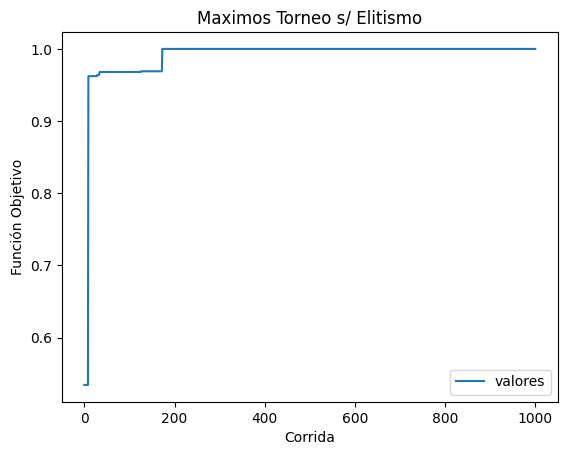 Maximos Torneo s/ Elitismo
Función Objetivo
1.0
0.9
0.8
0.7
0.6
0
200
400
600
800
1000
Corrida
valores